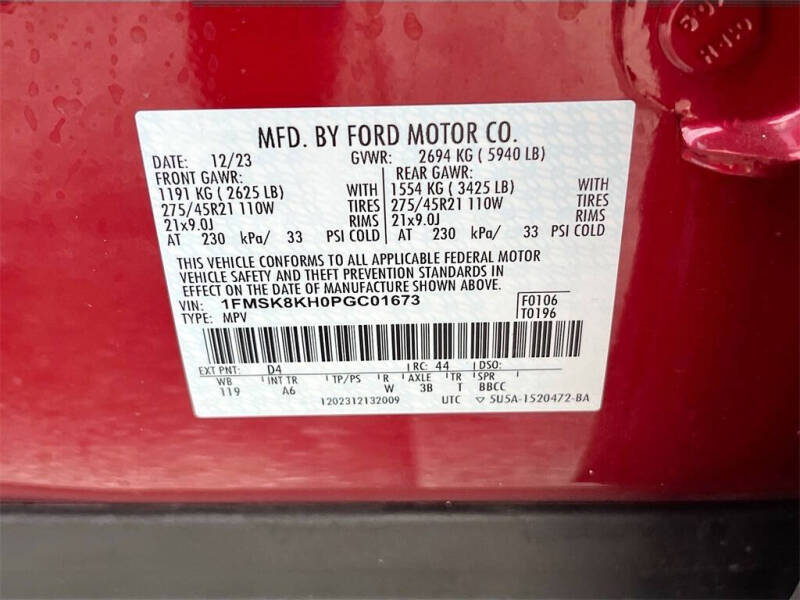 MFD. BY FORD MOTOR CO.
DATE: 12/23 GVWR: 2694 KG ( 5940 LB)
FRONT GAWR: REAR GAWR:
1191 KG ( 2625 LB) WITH 1554 KG ( 3425 LB) WITH
275/45R21 110W TIRES 275/45R21 110W TIRES
21x9.0J RIMS 21x9.0J RIMS
AT 230 kPa/ 33 PSI COLD AT 230 kPa/ 33 PSI COLD
THIS VEHICLE CONFORMS TO ALL APPLICABLE FEDERAL MOTOR
VEHICLE SAFETY AND THEFT PREVENTION STANDARDS IN
EFFECT ON THE DATE OF MANUFACTURE SHOWN ABOVE.
VIN: 1FMSK8KH0PGC01673 F0106
TYPE: MPV T0196
EXT PNT: D4 RC: 44 DSO:
WB INT TR TP/PS R AXLE TR SPR
119 A6 W 3B T BBCC
1202312132009 UTC ▽ 5U5A-1520472-BA